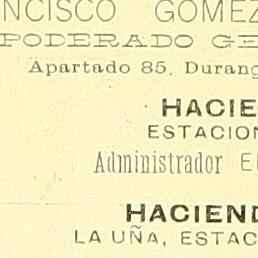 NCISCO GOMEZ
PODERADO GE
Apartado 85, Durang
HACIE
ESTACION
Administrador E
HACIEND
LA UÑA, ESTAC